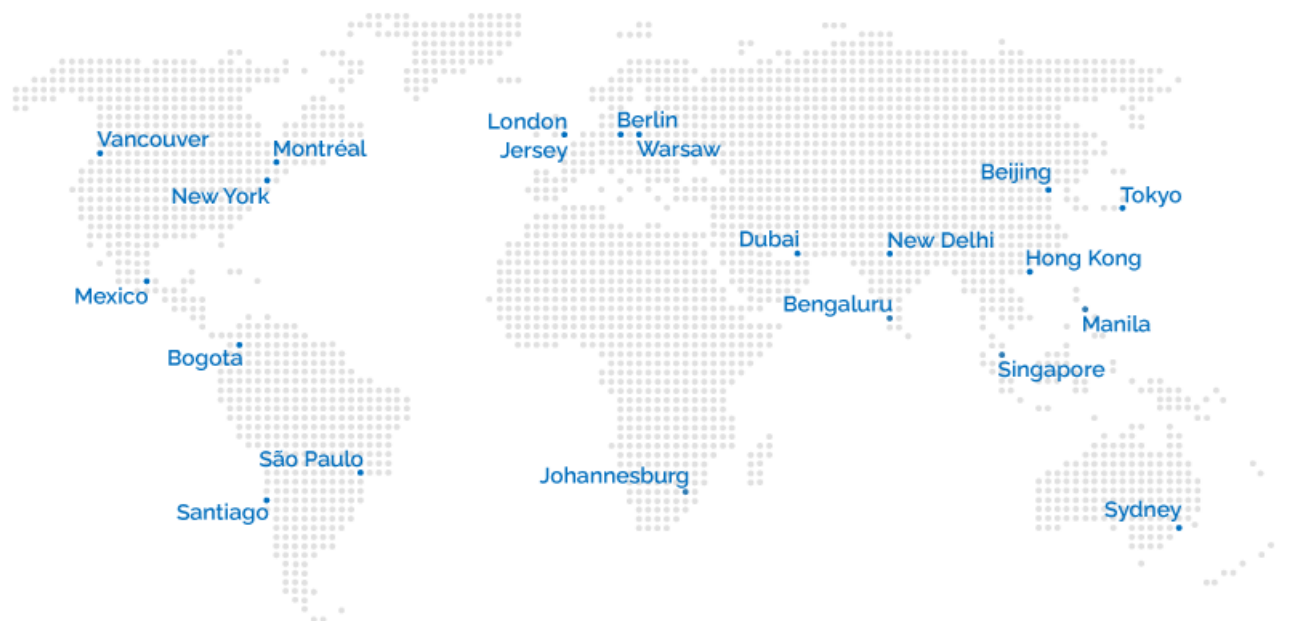 London
Berlin
Vancouver
Montréal
Jersey
Warsaw
Beijing
New York
Tokyo
Dubai
New Delhi
Hong Kong
Mexico
Bengaluru
Manila
Bogota
Singapore
São Paulo
Johannesburg
Santiago
Sydney